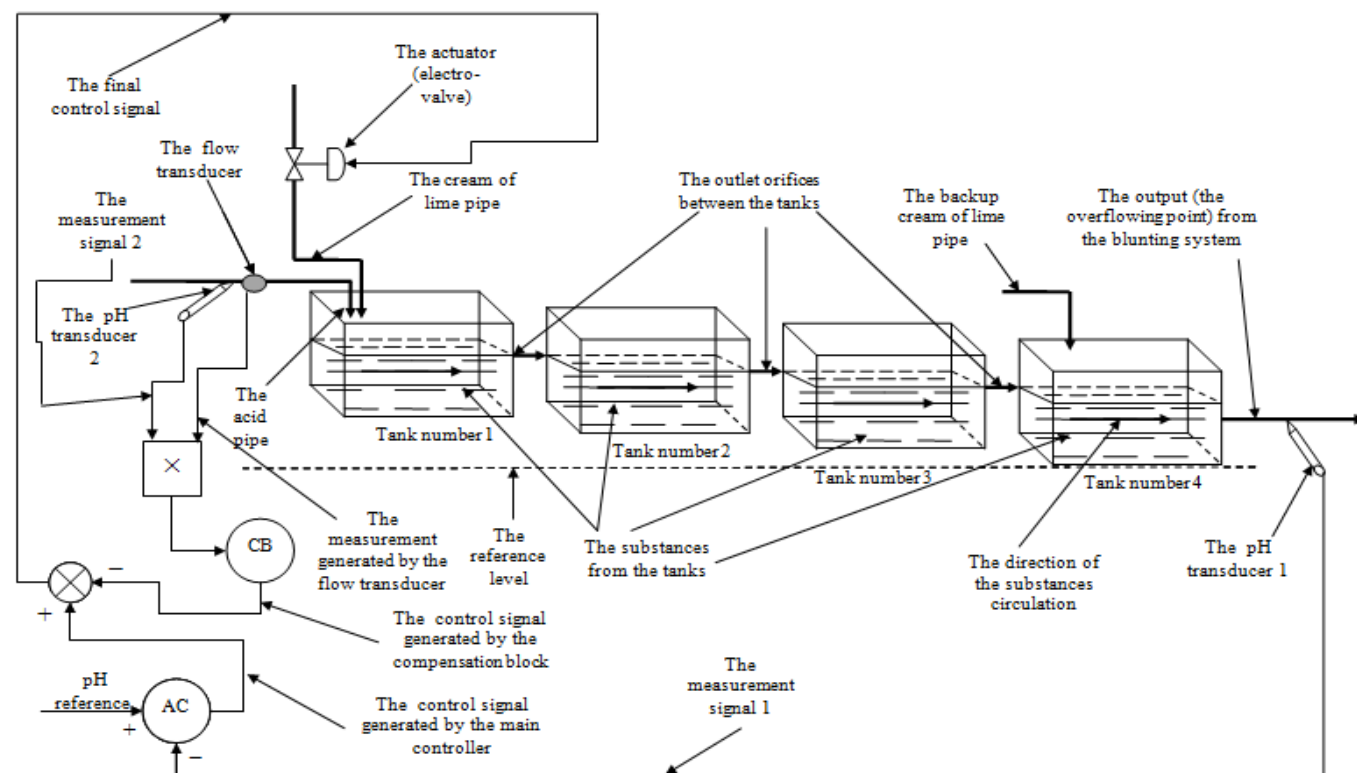 The actuator
(electro-
valve)
The final
control signal
The flow
transducer
The cream of
lime pipe
The outlet orifices
between the tanks
The backup
cream of lime
pipe
The output (the
overflowing point) from
the blunting system
The
measurement
signal 2
The pH
transducer
2
The
acid
pipe
Tank number 1
Tank number 2
Tank number 3
Tank number 4
×
CB
The
measurement
generated by the
flow transducer
The
reference
level
The substances
from the tanks
The direction of
the substances
circulation
The pH
transducer 1
−
+
The control signal
generated by the
compensation block
pH
reference
AC
+
−
The control signal
generated by the main
controller
The
measurement
signal 1